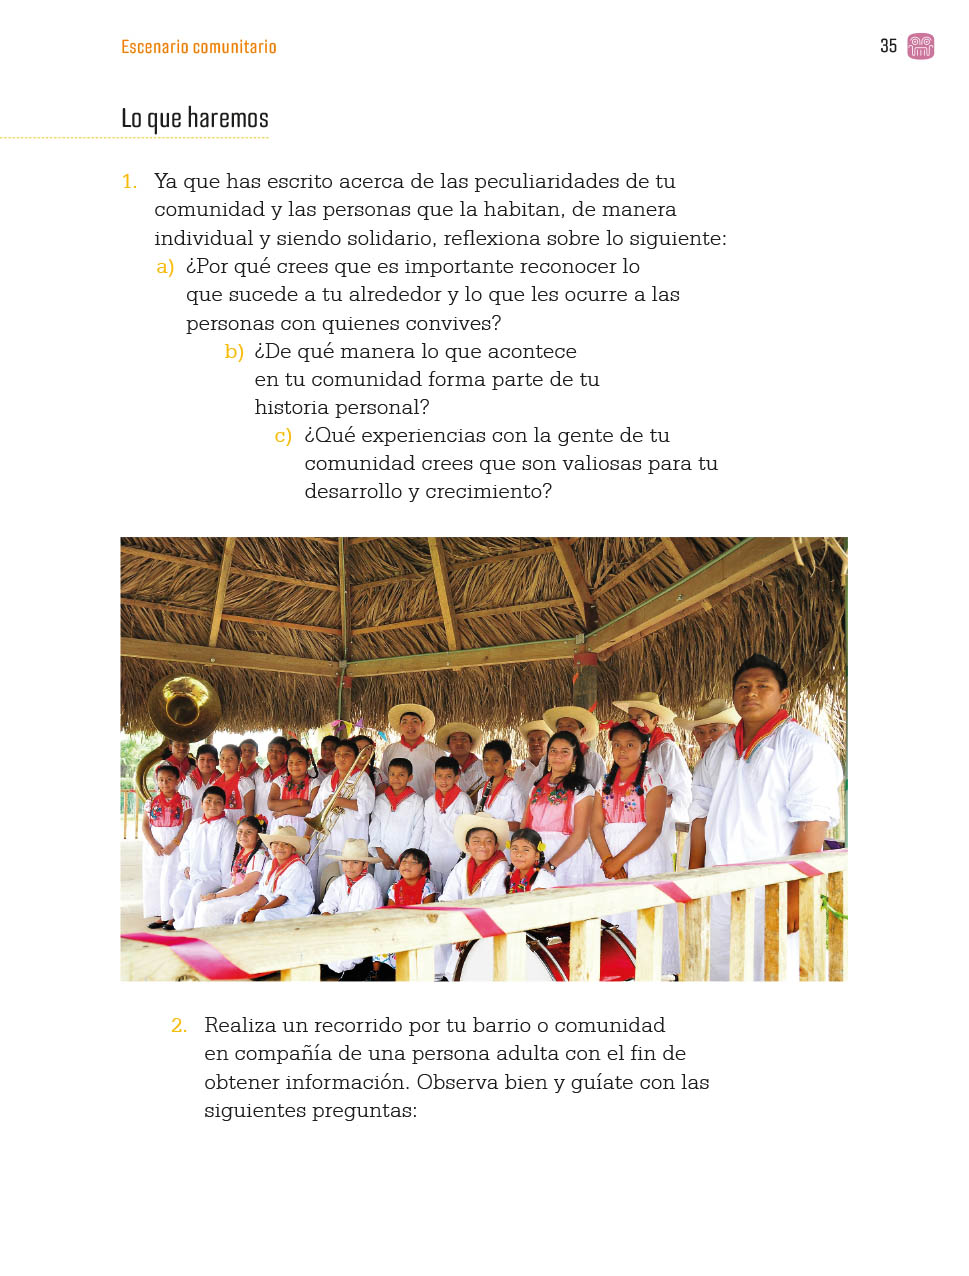 Escenario comunitario
35
Lo que haremos
1. Ya que has escrito acerca de las peculiaridades de tu
comunidad y las personas que la habitan, de manera
individual y siendo solidario, reflexiona sobre lo siguiente:
a) ¿Por qué crees que es importante reconocer lo
que sucede a tu alrededor y lo que les ocurre a las
personas con quienes convives?
b) ¿De qué manera lo que acontece
en tu comunidad forma parte de tu
historia personal?
c) ¿Qué experiencias con la gente de tu
comunidad crees que son valiosas para tu
desarrollo y crecimiento?
2. Realiza un recorrido por tu barrio o comunidad
en compañía de una persona adulta con el fin de
obtener información. Observa bien y guíate con las
siguientes preguntas: